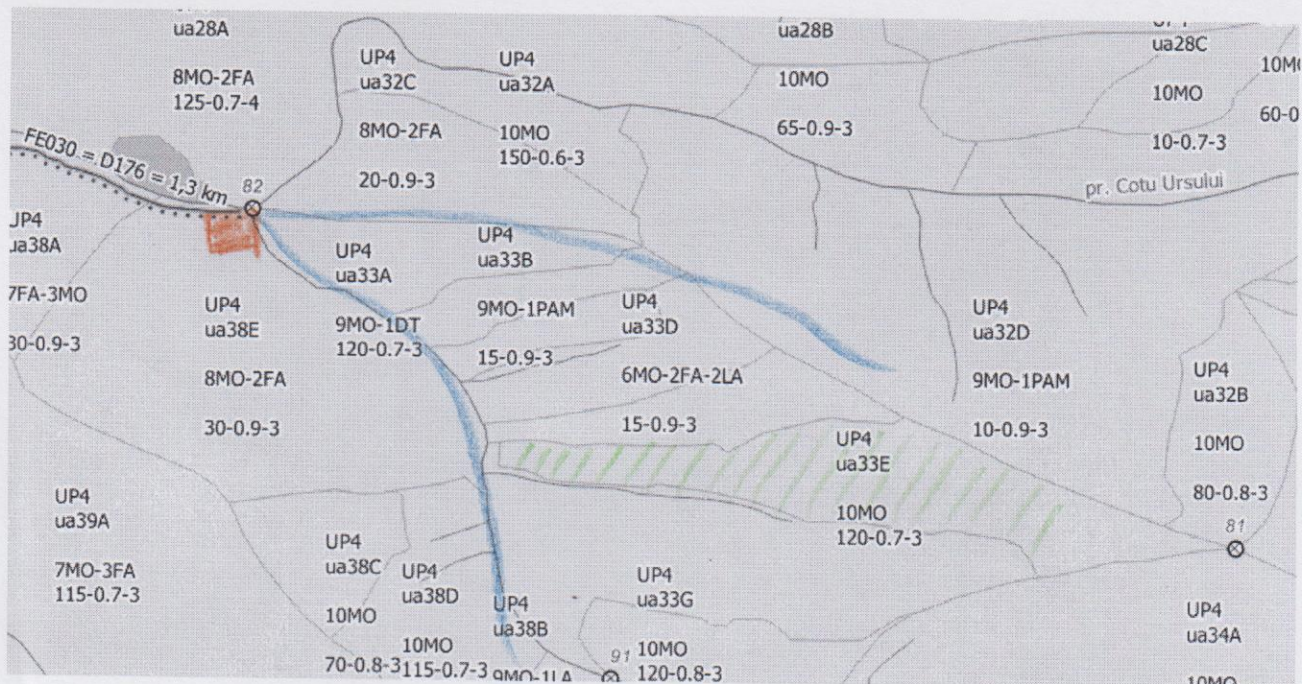 ua28A
8MO-2FA
125-0.7-4
UP4
ua32C
8MO-2FA
20-0.9-3
UP4
ua32A
10MO
150-0.6-3
ua28B
10MO
65-0.9-3
UP4
ua28C
10MO
10-0.7-3
10M
60-0
FE030 = D176 = 1,3 km
82
pr. Cotu Ursului
UP4
ua38A
7FA-3MO
30-0.9-3
UP4
ua38E
8MO-2FA
30-0.9-3
UP4
ua33A
9MO-1DT
120-0.7-3
UP4
ua33B
9MO-1PAM
15-0.9-3
UP4
ua33D
6MO-2FA-2LA
15-0.9-3
UP4
ua32D
9MO-1PAM
10-0.9-3
UP4
ua32B
10MO
80-0.8-3
UP4
ua33E
10MO
120-0.7-3
81
UP4
ua39A
7MO-3FA
115-0.7-3
UP4
ua38C
10MO
70-0.8-3
UP4
ua38D
10MO
115-0.7-3
UP4
ua38B
9MO-1LA
91
UP4
ua33G
10MO
120-0.8-3
UP4
ua34A
10MO